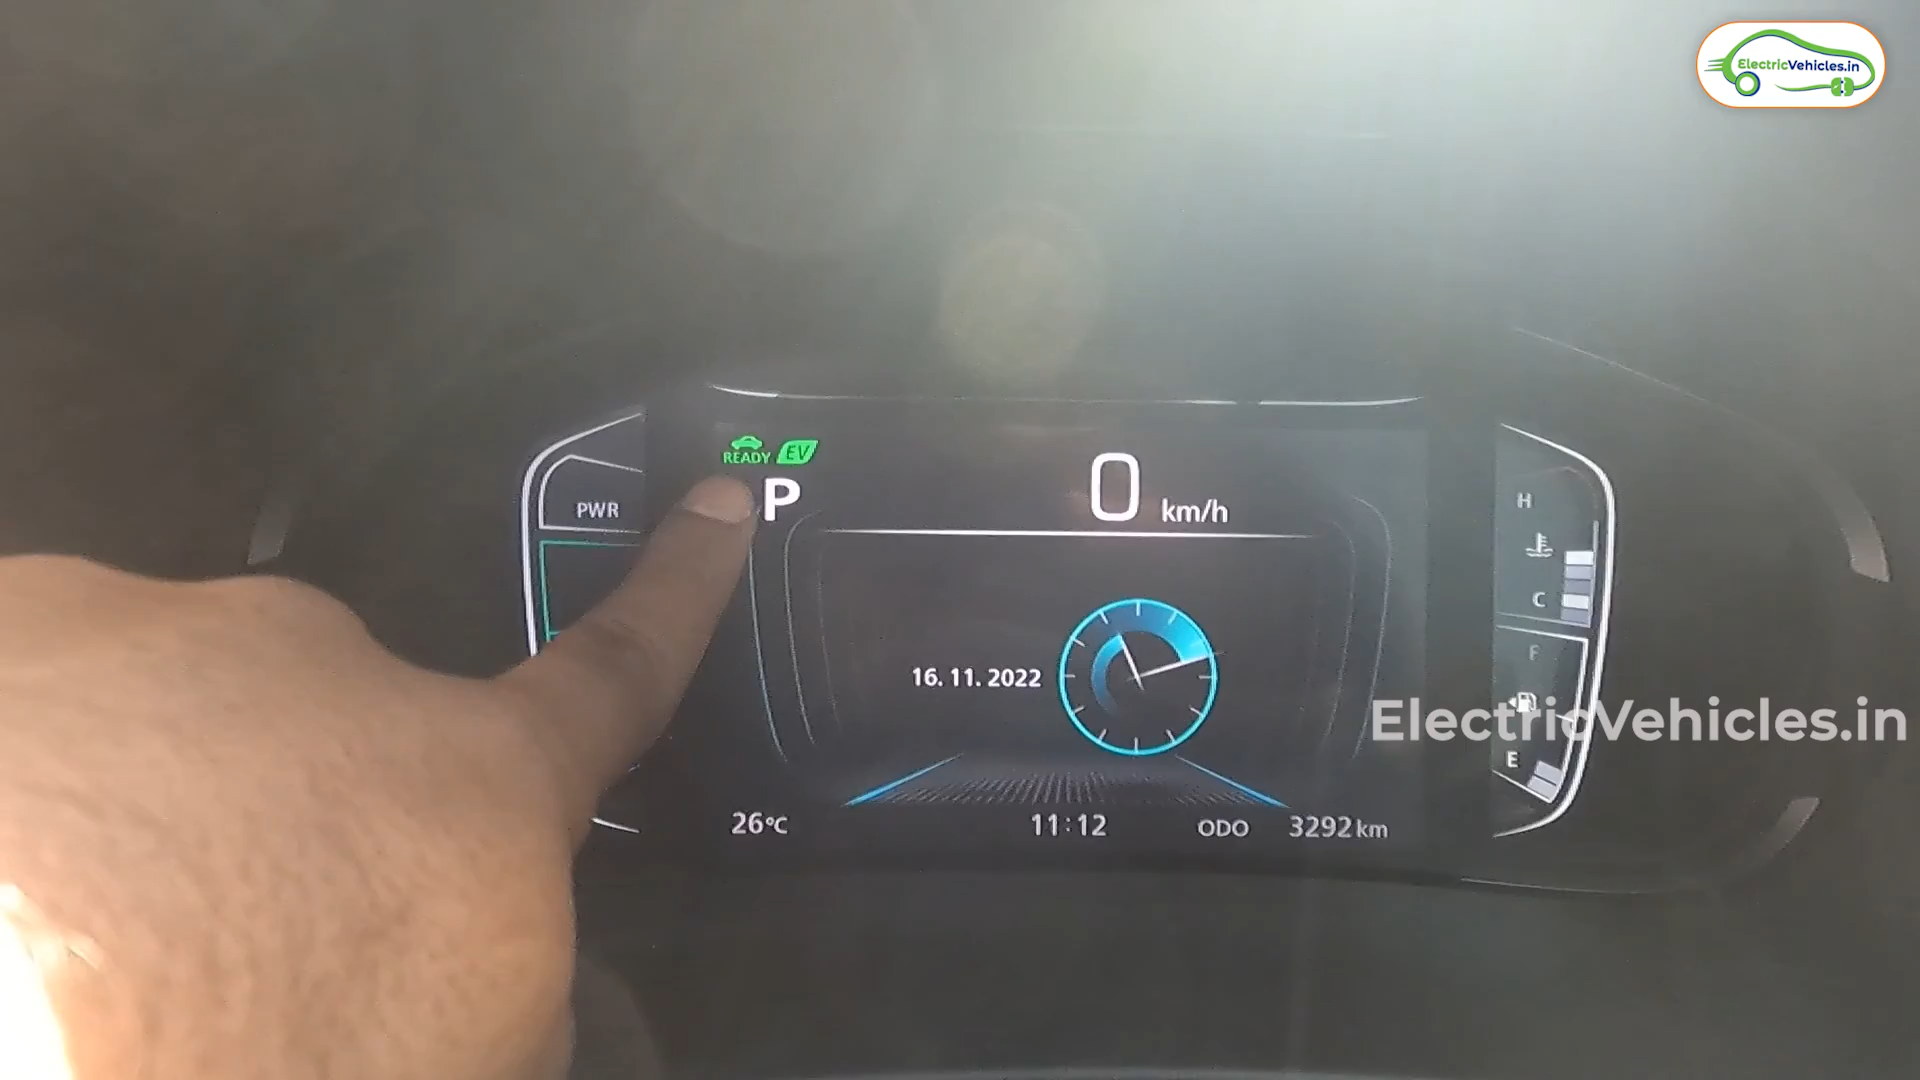 ElectricVehicles.in
READY EV
P
0 km/h
PWR
H
C
16. 11. 2022
F
ElectricVehicles.in
E
26°C
11:12
ODO 3292 km